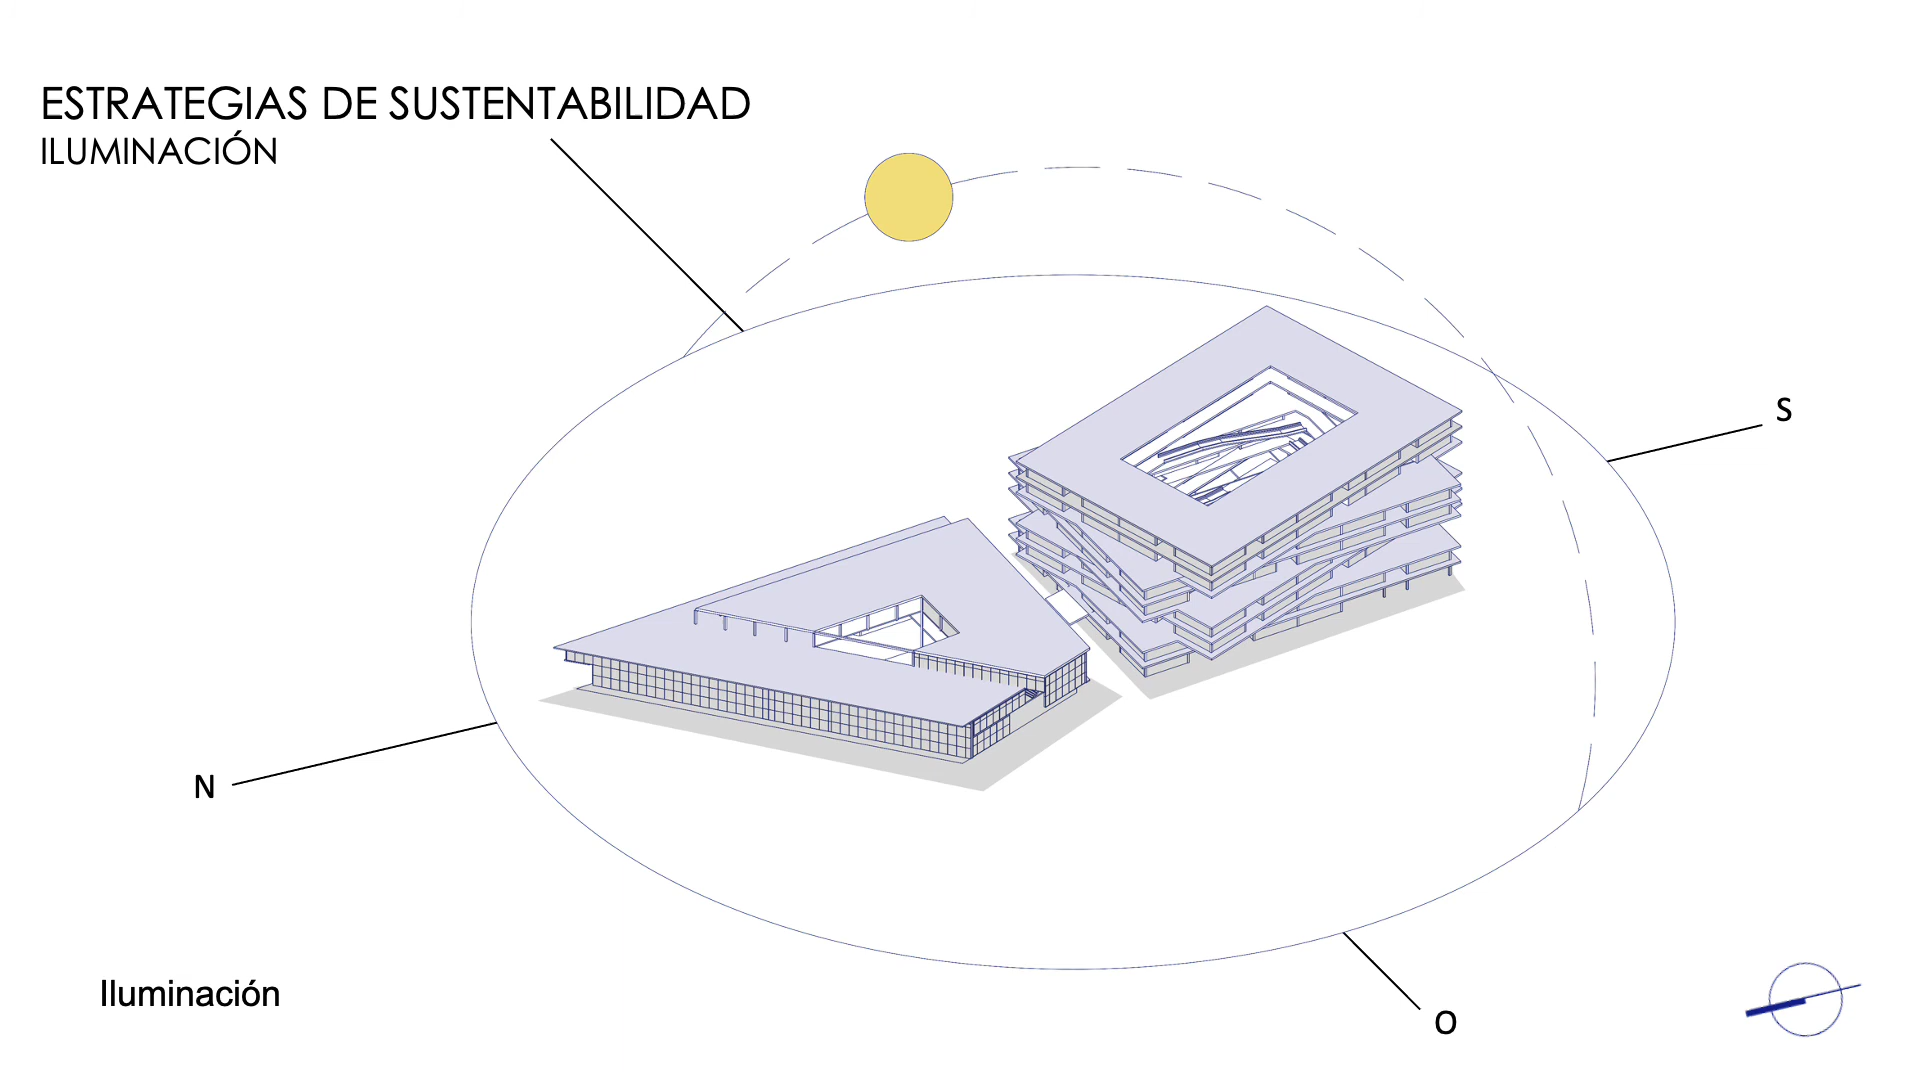 ESTRATEGIAS DE SUSTENTABILIDAD
ILUMINACIÓN
S
N
Iluminación
O